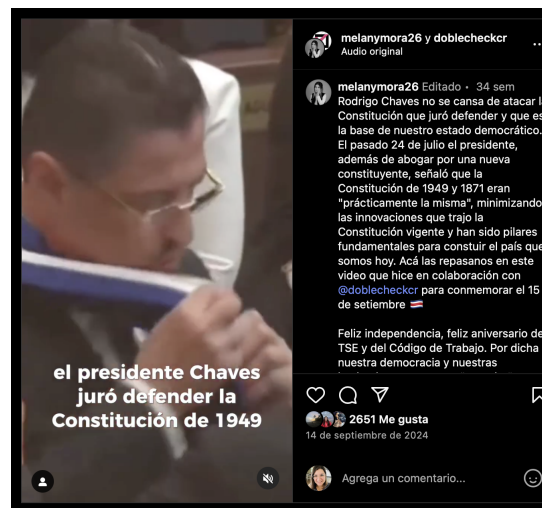 melanymora26 y doblecheckcr
Audio original
melanymora26 Editado · 34 sem
Rodrigo Chaves no se cansa de atacar
Constitución que juró defender y que es
la base de nuestro estado democrático.
El pasado 24 de julio el presidente,
además de abogar por una nueva
constituyente, señaló que la
Constitución de 1949 y 1871 eran
"prácticamente la misma", minimizando
las innovaciones que trajo la
Constitución vigente y han sido pilares
fundamentales para constuir el país que
somos hoy. Acá las repasanos en este
video que hice en colaboración con
@doblecheckcr para conmemorar el 15
de setiembre 🇨🇷
Feliz independencia, feliz aniversario de
TSE y del Código de Trabajo. Por dicha
nuestra democracia y nuestras
el presidente Chaves
juró defender la
Constitución de 1949
2651 Me gusta
14 de septiembre de 2024
Agrega un comentario...